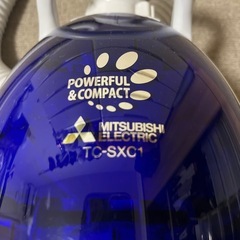 POWERFUL
& COMPACT
MITSUBISHI
ELECTRIC
TC-SXC1